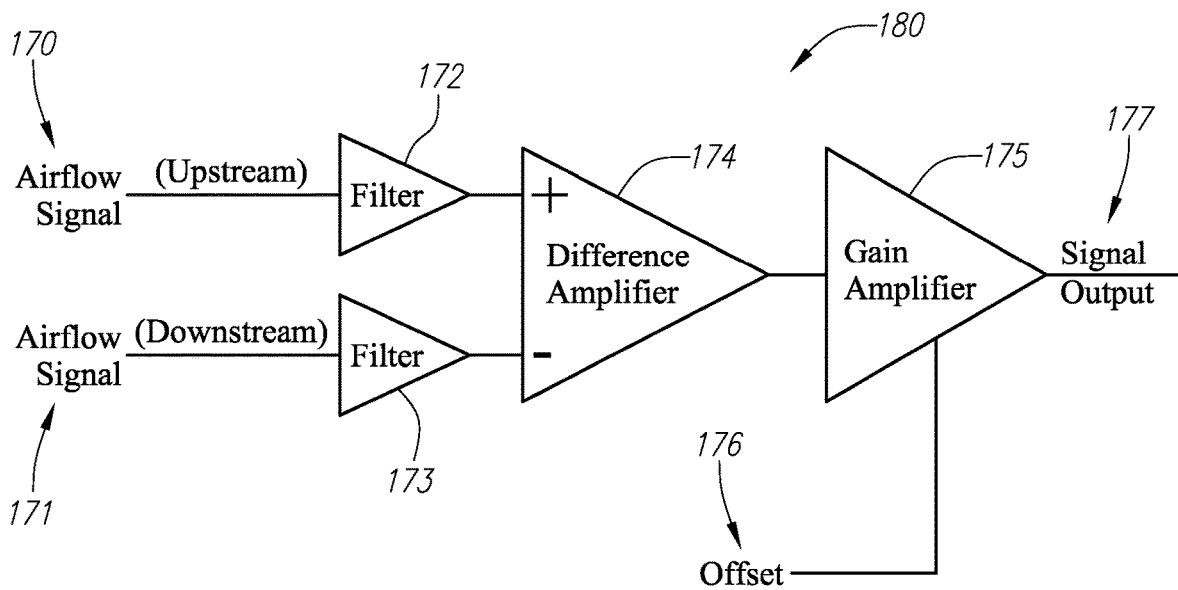 170
180
172
177
Airflow
Signal
(Upstream)
Filter
+
174
175
Difference
Amplifier
Gain
Amplifier
Signal
Output
Airflow
Signal
(Downstream)
Filter
-
171
173
176
Offset